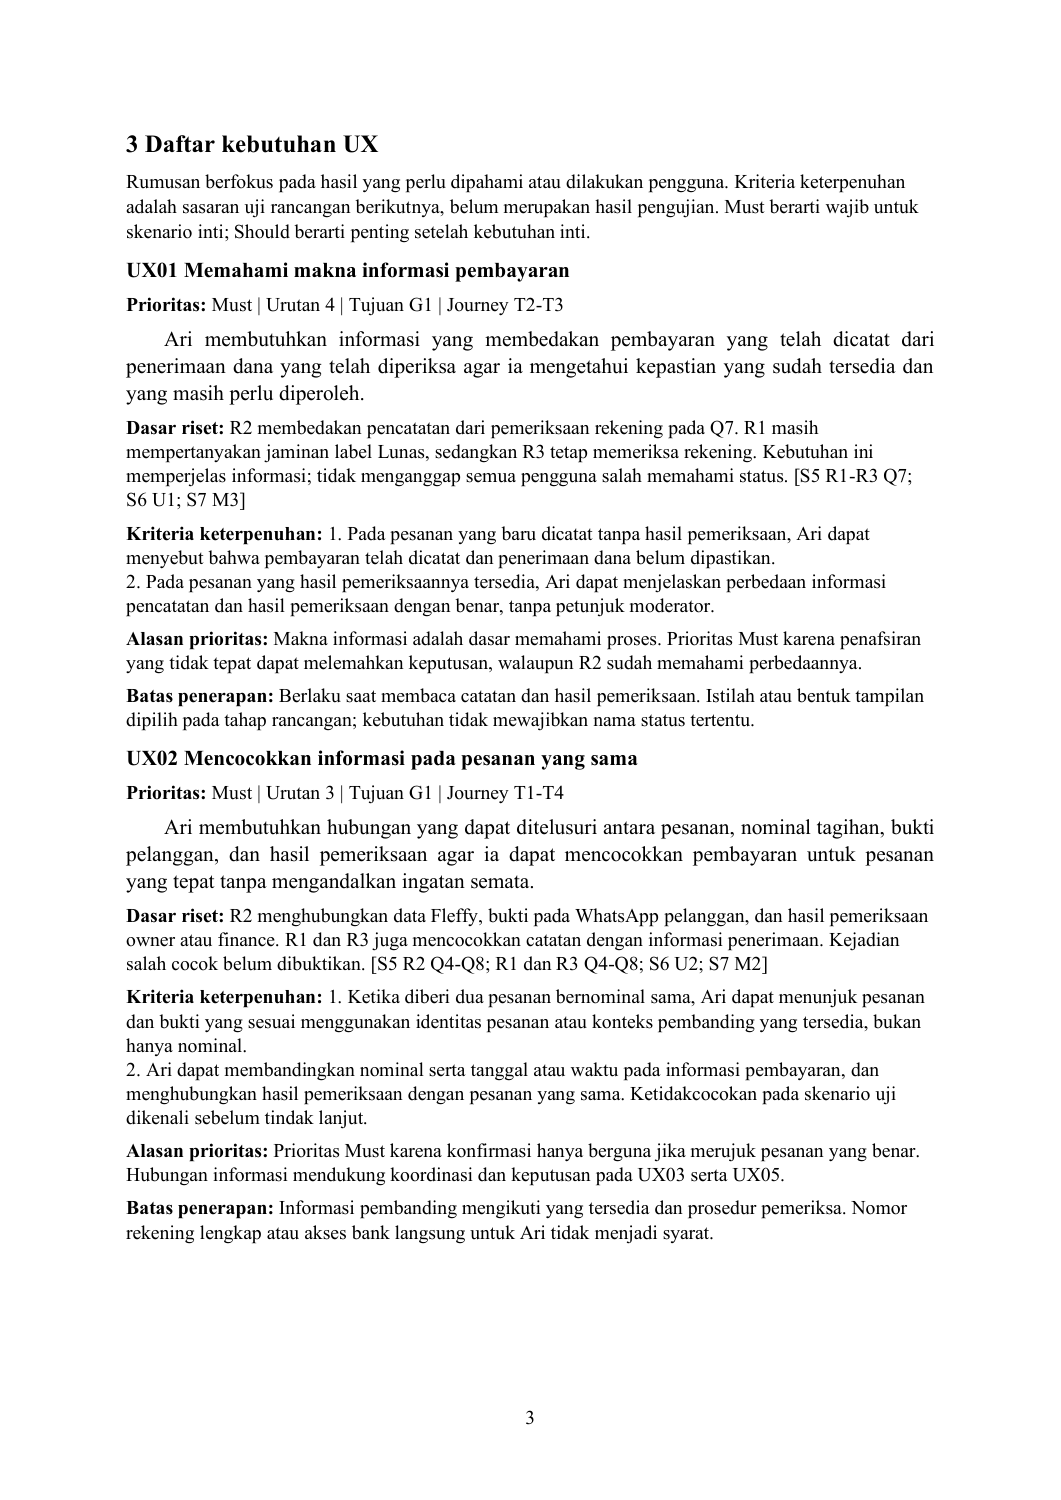 3 Daftar kebutuhan UX
Rumusan berfokus pada hasil yang perlu dipahami atau dilakukan pengguna. Kriteria keterpenuhan
adalah sasaran uji rancangan berikutnya, belum merupakan hasil pengujian. Must berarti wajib untuk
skenario inti; Should berarti penting setelah kebutuhan inti.
UX01 Memahami makna informasi pembayaran
Prioritas: Must | Urutan 4 | Tujuan G1 | Journey T2-T3
Ari membutuhkan informasi yang membedakan pembayaran yang telah dicatat dari
penerimaan dana yang telah diperiksa agar ia mengetahui kepastian yang sudah tersedia dan
yang masih perlu diperoleh.
Dasar riset: R2 membedakan pencatatan dari pemeriksaan rekening pada Q7. R1 masih
mempertanyakan jaminan label Lunas, sedangkan R3 tetap memeriksa rekening. Kebutuhan ini
memperjelas informasi; tidak menganggap semua pengguna salah memahami status. [S5 R1-R3 Q7;
S6 U1; S7 M3]
Kriteria keterpenuhan: 1. Pada pesanan yang baru dicatat tanpa hasil pemeriksaan, Ari dapat
menyebut bahwa pembayaran telah dicatat dan penerimaan dana belum dipastikan.
2. Pada pesanan yang hasil pemeriksaannya tersedia, Ari dapat menjelaskan perbedaan informasi
pencatatan dan hasil pemeriksaan dengan benar, tanpa petunjuk moderator.
Alasan prioritas: Makna informasi adalah dasar memahami proses. Prioritas Must karena penafsiran
yang tidak tepat dapat melemahkan keputusan, walaupun R2 sudah memahami perbedaannya.
Batas penerapan: Berlaku saat membaca catatan dan hasil pemeriksaan. Istilah atau bentuk tampilan
dipilih pada tahap rancangan; kebutuhan tidak mewajibkan nama status tertentu.
UX02 Mencocokkan informasi pada pesanan yang sama
Prioritas: Must | Urutan 3 | Tujuan G1 | Journey T1-T4
Ari membutuhkan hubungan yang dapat ditelusuri antara pesanan, nominal tagihan, bukti
pelanggan, dan hasil pemeriksaan agar ia dapat mencocokkan pembayaran untuk pesanan
yang tepat tanpa mengandalkan ingatan semata.
Dasar riset: R2 menghubungkan data Fleffy, bukti pada WhatsApp pelanggan, dan hasil pemeriksaan
owner atau finance. R1 dan R3 juga mencocokkan catatan dengan informasi penerimaan. Kejadian
salah cocok belum dibuktikan. [S5 R2 Q4-Q8; R1 dan R3 Q4-Q8; S6 U2; S7 M2]
Kriteria keterpenuhan: 1. Ketika diberi dua pesanan bernominal sama, Ari dapat menunjuk pesanan
dan bukti yang sesuai menggunakan identitas pesanan atau konteks pembanding yang tersedia, bukan
hanya nominal.
2. Ari dapat membandingkan nominal serta tanggal atau waktu pada informasi pembayaran, dan
menghubungkan hasil pemeriksaan dengan pesanan yang sama. Ketidakcocokan pada skenario uji
dikenali sebelum tindak lanjut.
Alasan prioritas: Prioritas Must karena konfirmasi hanya berguna jika merujuk pesanan yang benar.
Hubungan informasi mendukung koordinasi dan keputusan pada UX03 serta UX05.
Batas penerapan: Informasi pembanding mengikuti yang tersedia dan prosedur pemeriksa. Nomor
rekening lengkap atau akses bank langsung untuk Ari tidak menjadi syarat.
3